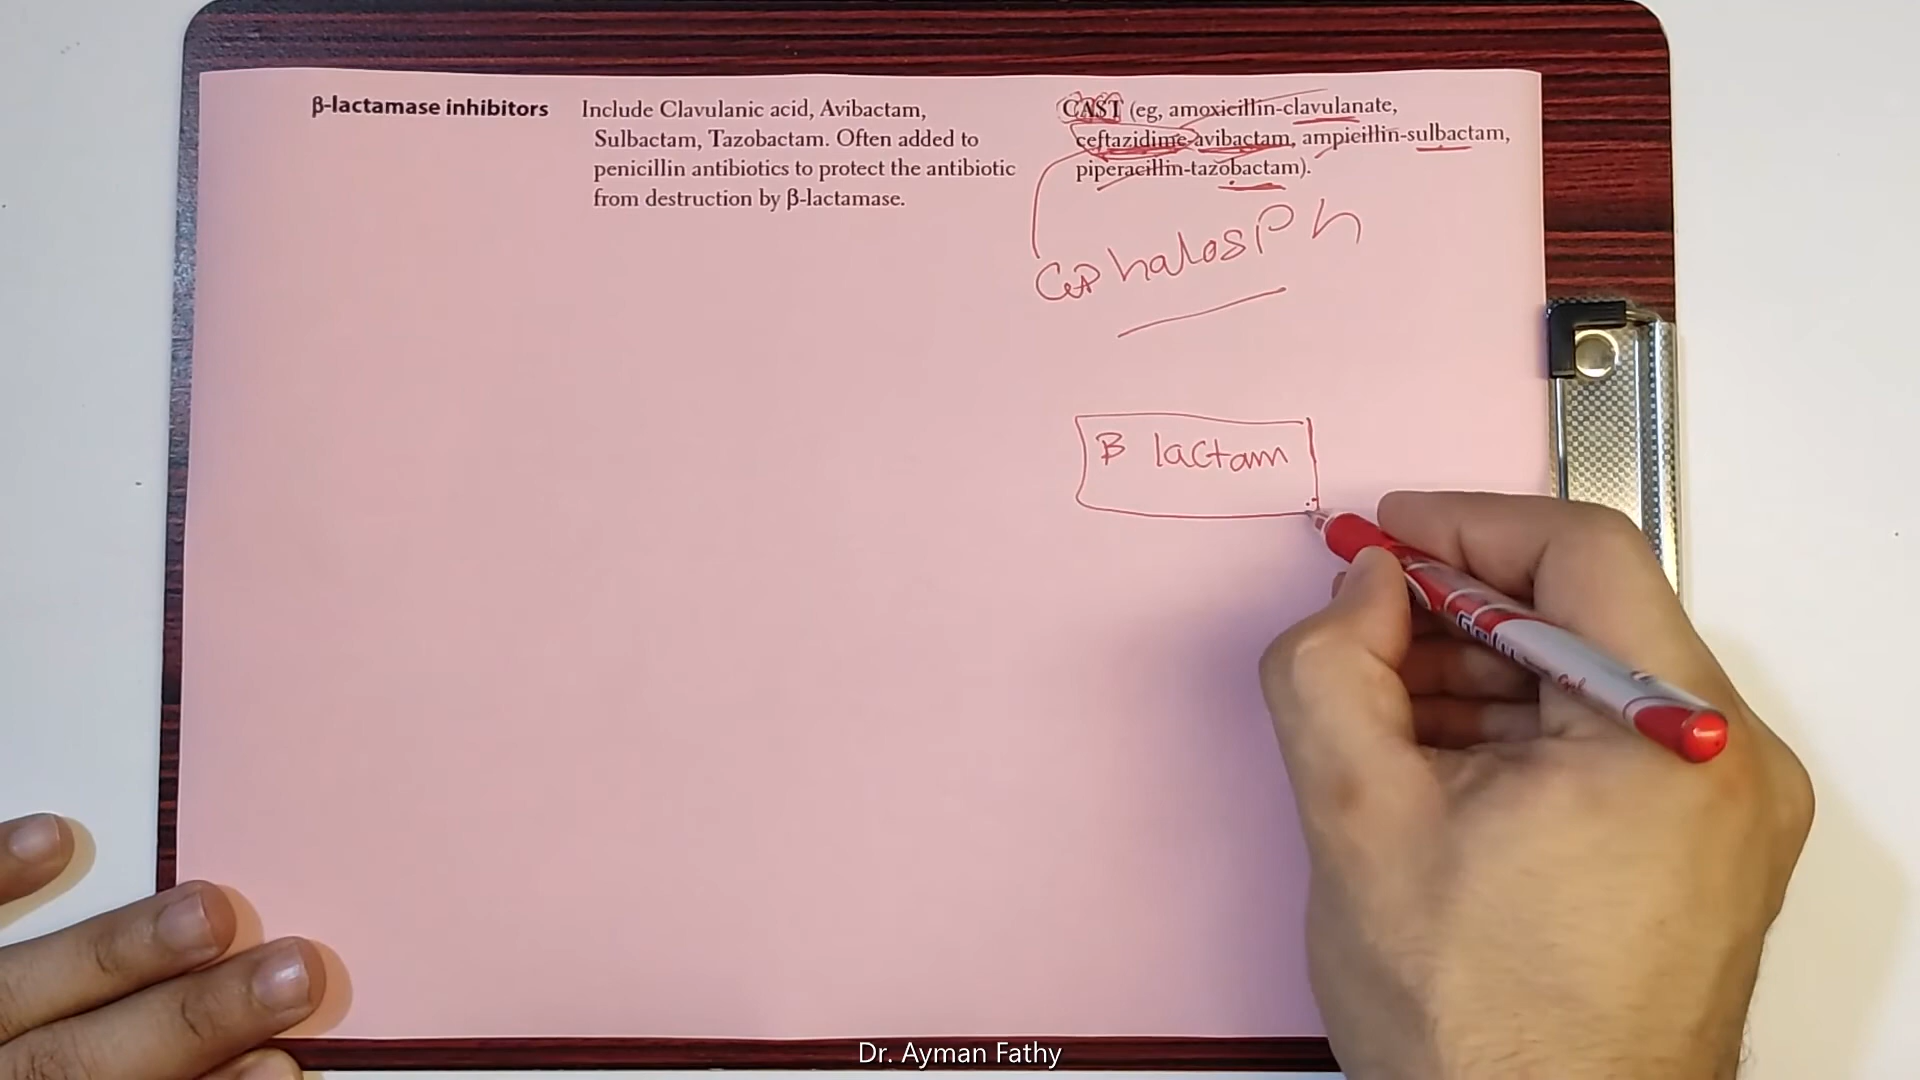 β-lactamase inhibitors
Include Clavulanic acid, Avibactam,
Sulbactam, Tazobactam. Often added to
penicillin antibiotics to protect the antibiotic
from destruction by β-lactamase.
CAST (eg, amoxicillin-clavulanate,
ceftazidime-avibactam, ampicillin-sulbactam,
piperacillin-tazobactam).
CePhalosPh
B lactam
Dr. Ayman Fathy